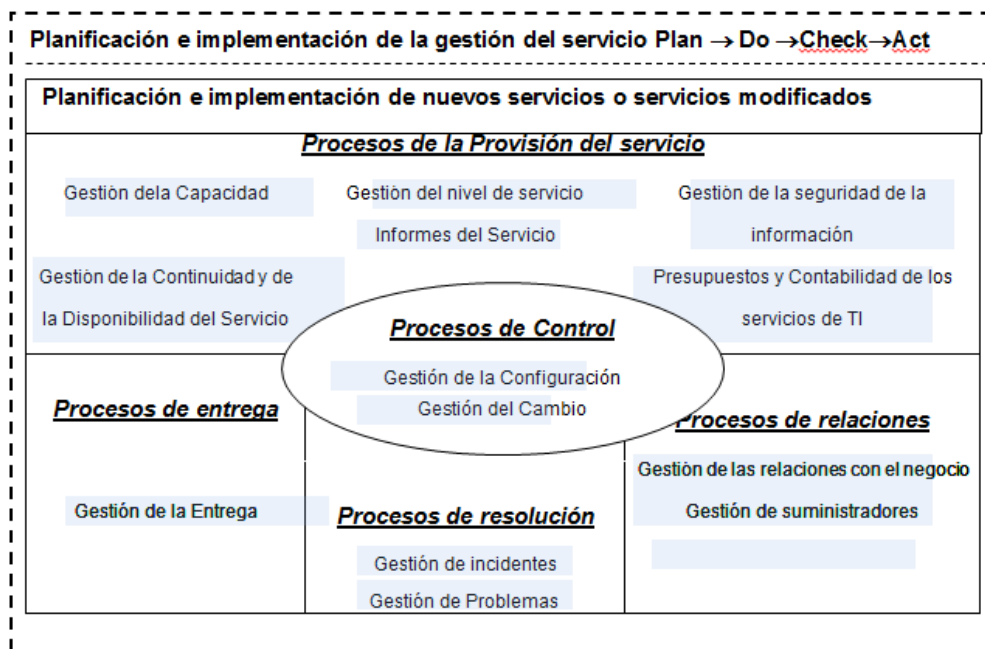 Planificación e implementación de la gestión del servicio Plan → Do →Check→Act
Planificación e implementación de nuevos servicios o servicios modificados
Procesos de la Provisión del servicio
Gestión dela Capacidad
Gestión del nivel de servicio
Gestión de la seguridad de la
Informes del Servicio
información
Gestión de la Continuidad y de
Presupuestos y Contabilidad de los
la Disponibilidad del Servicio
servicios de TI
Procesos de Control
Gestión de la Configuración
Gestión del Cambio
Procesos de entrega
Procesos de relaciones
Gestión de las relaciones con el negocio
Gestión de la Entrega
Gestión de suministradores
Procesos de resolución
Gestión de incidentes
Gestión de Problemas